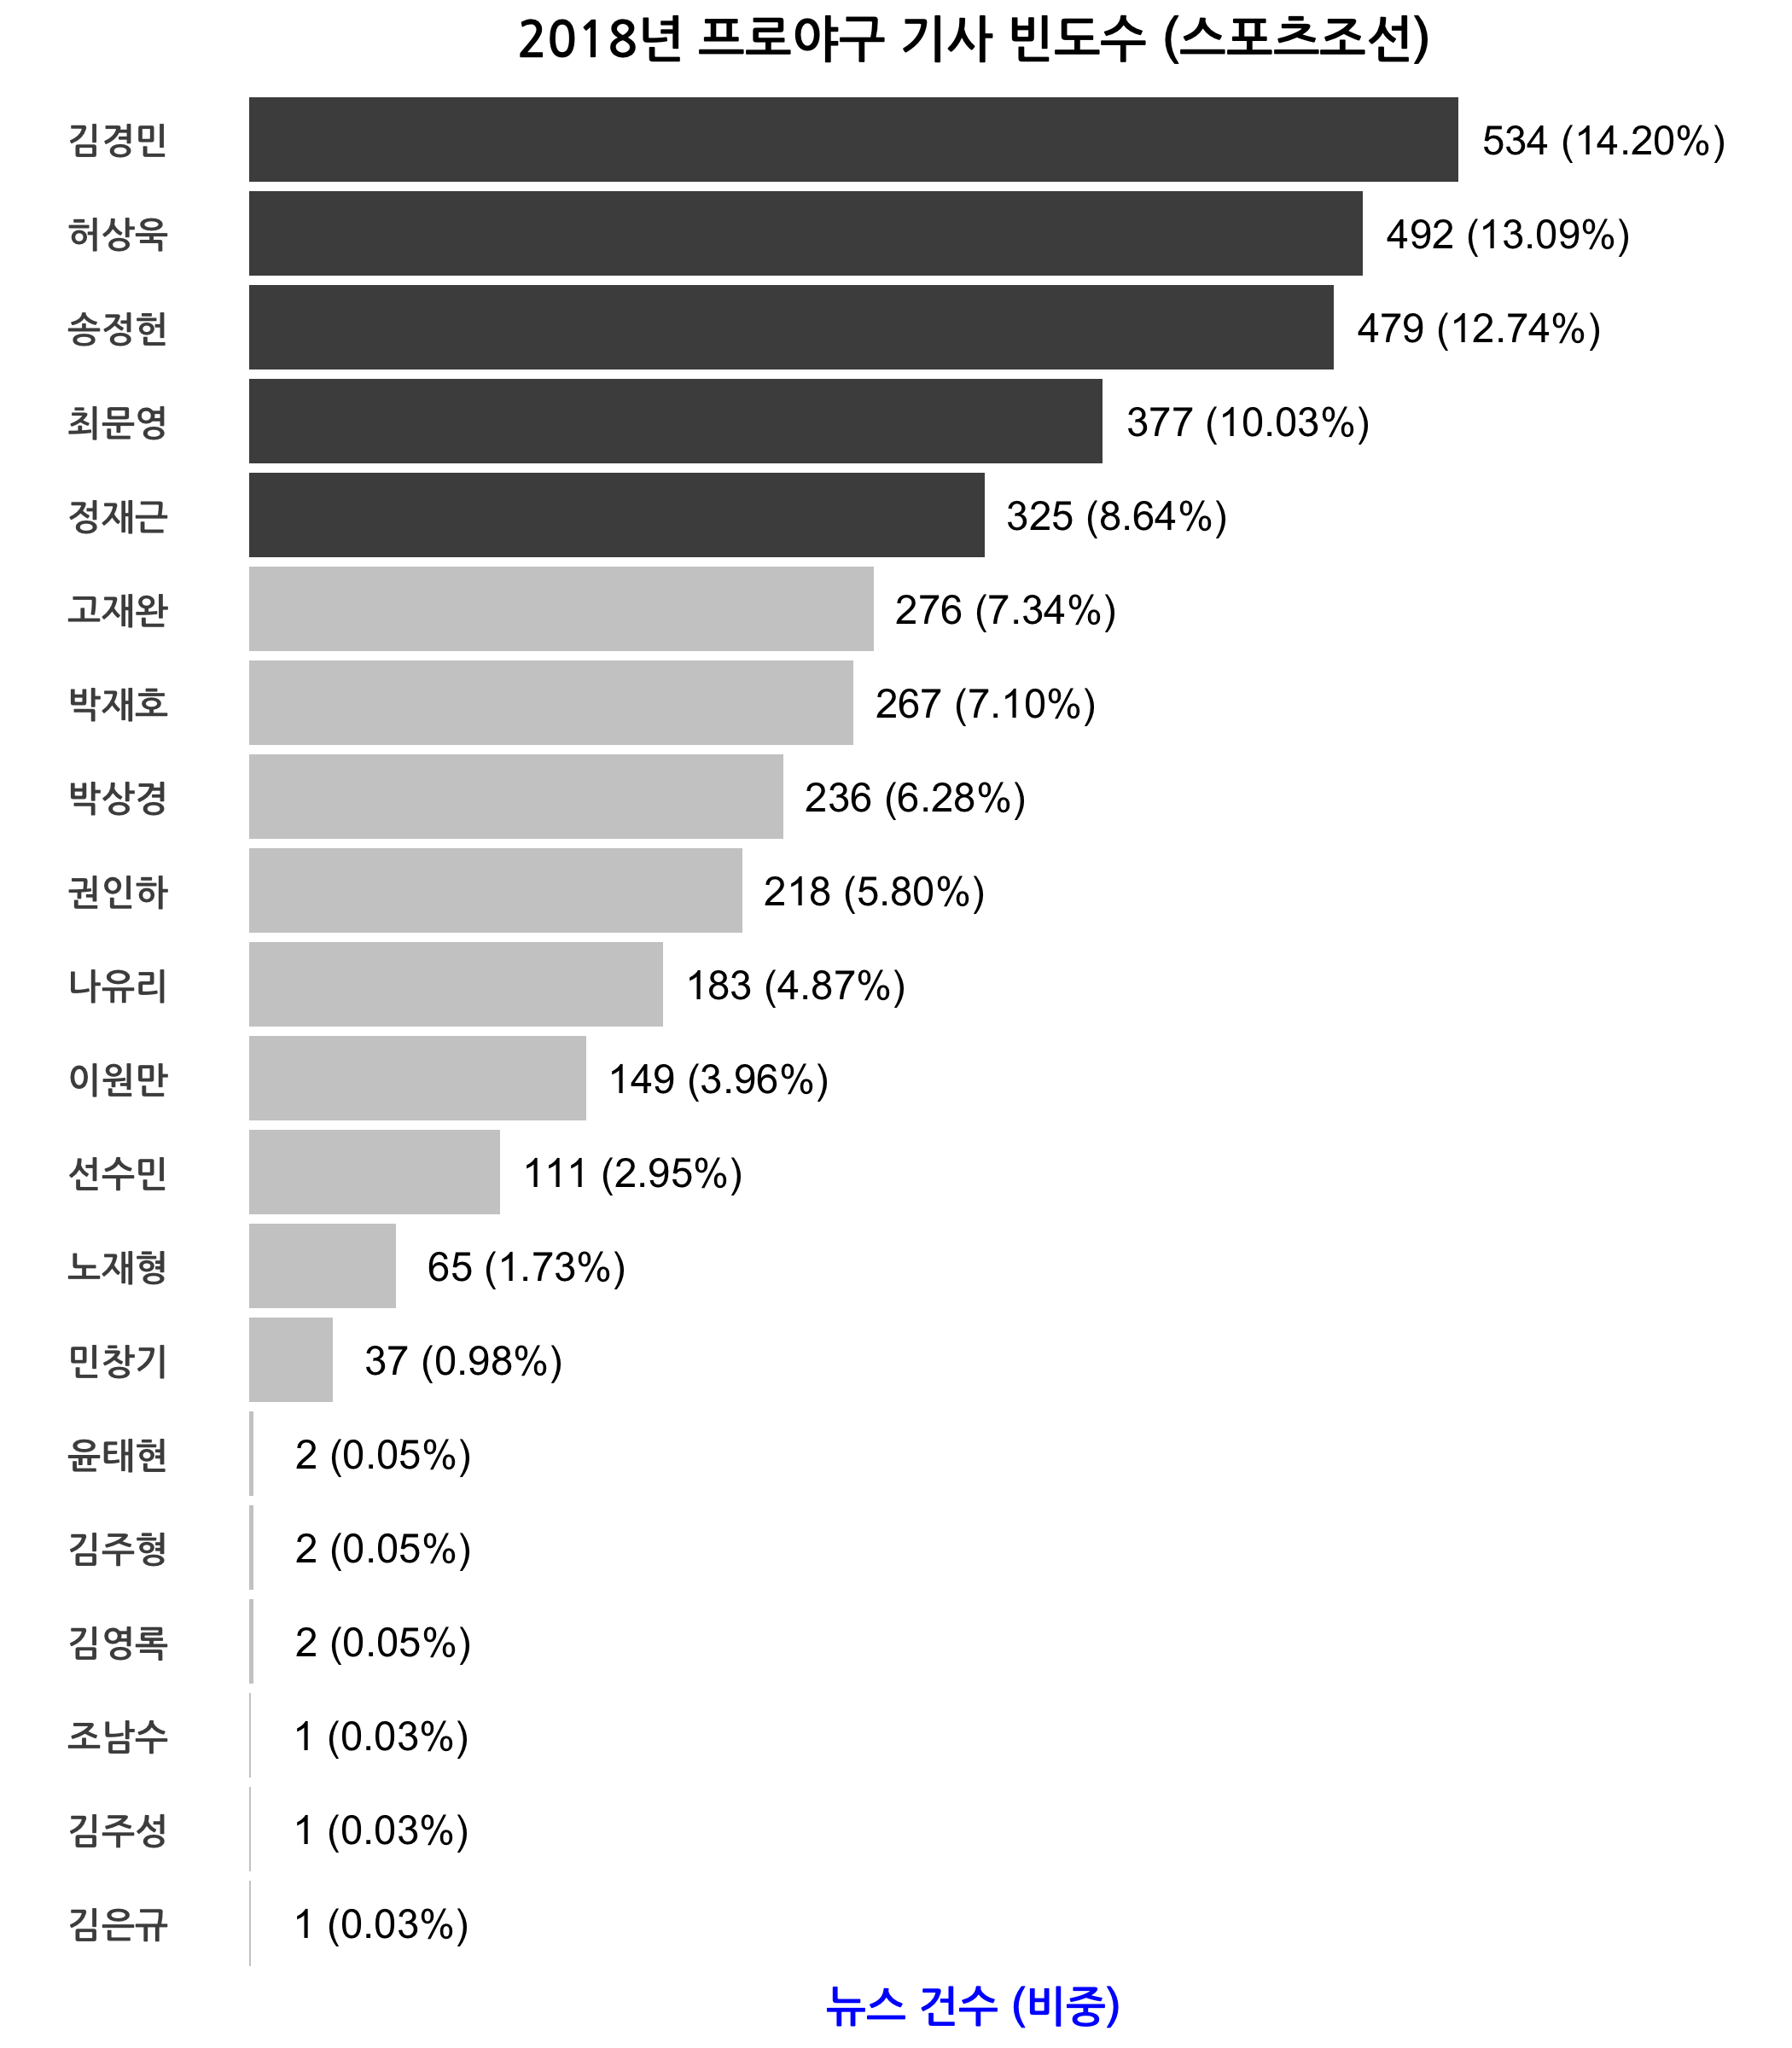 2018년 프로야구 기사 빈도수 (스포츠조선)
김경민 534 (14.20%)
허상욱 492 (13.09%)
송정헌 479 (12.74%)
최문영 377 (10.03%)
정재근 325 (8.64%)
고재완 276 (7.34%)
박재호 267 (7.10%)
박상경 236 (6.28%)
권인하 218 (5.80%)
나유리 183 (4.87%)
이원만 149 (3.96%)
선수민 111 (2.95%)
노재형 65 (1.73%)
민창기 37 (0.98%)
윤태현 2 (0.05%)
김주형 2 (0.05%)
김영록 2 (0.05%)
조남수 1 (0.03%)
김주성 1 (0.03%)
김은규 1 (0.03%)
뉴스 건수 (비중)